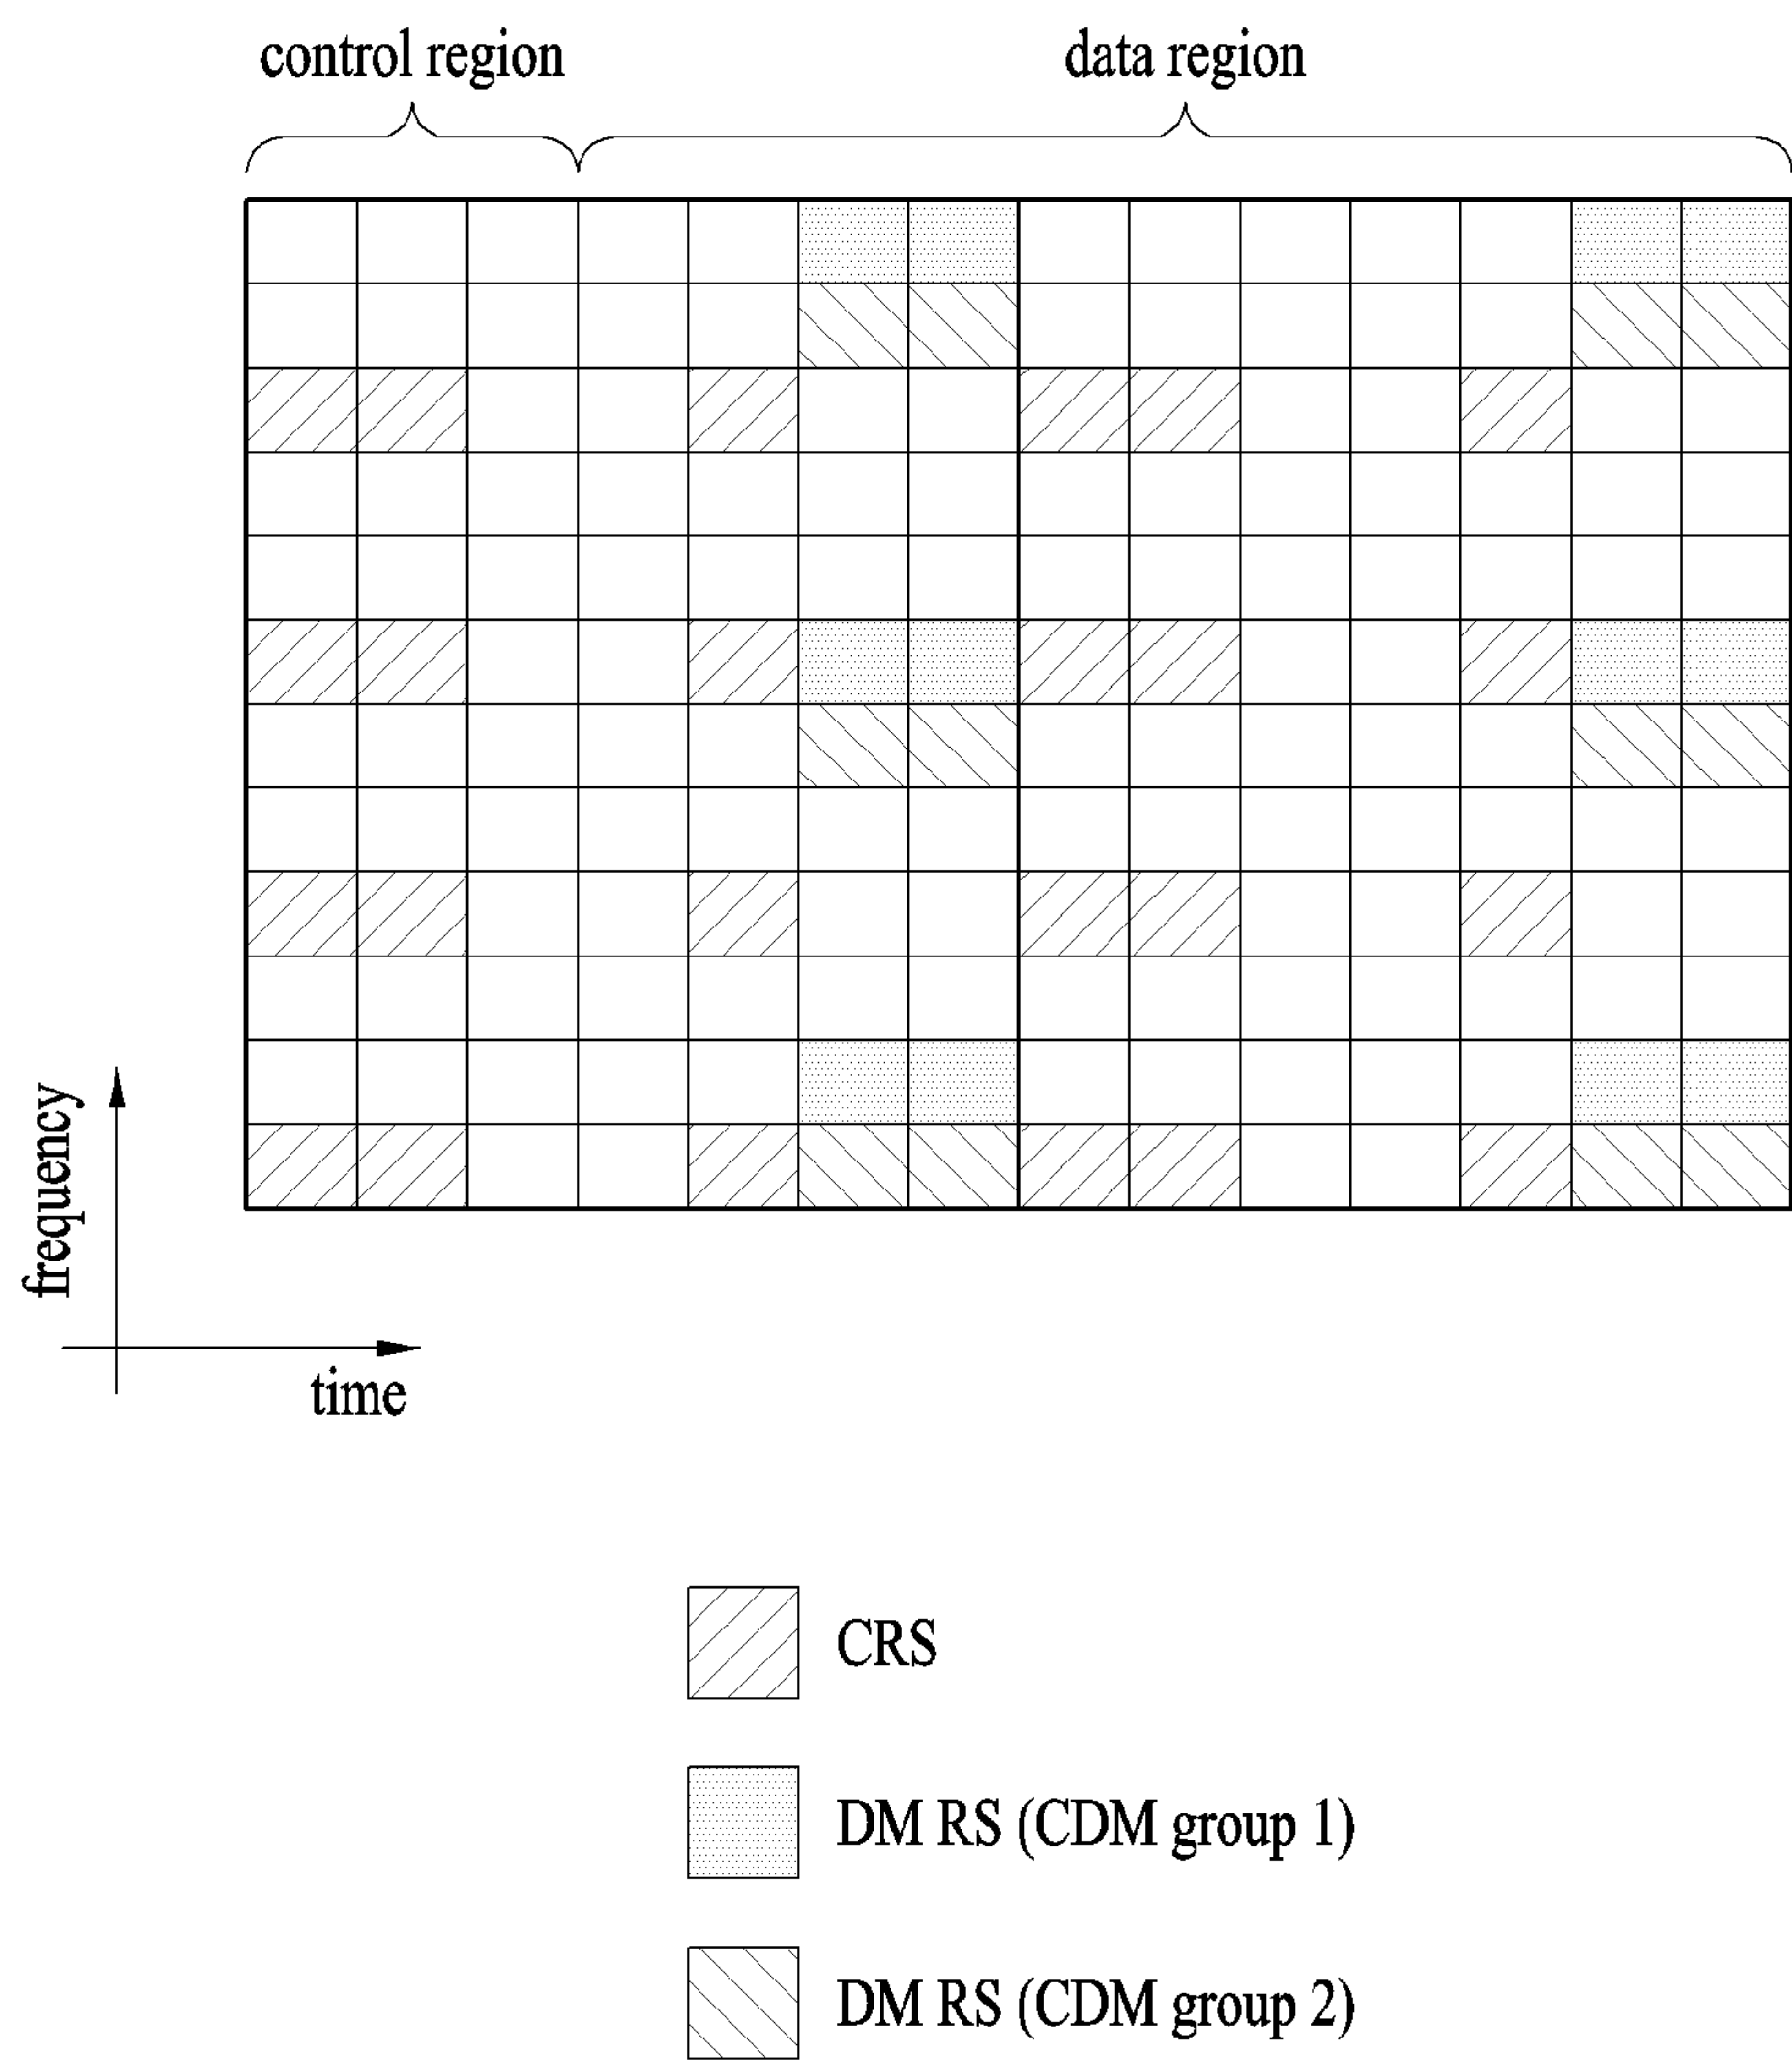 control region
data region
frequency
time
CRS
DM RS (CDM group 1)
DM RS (CDM group 2)